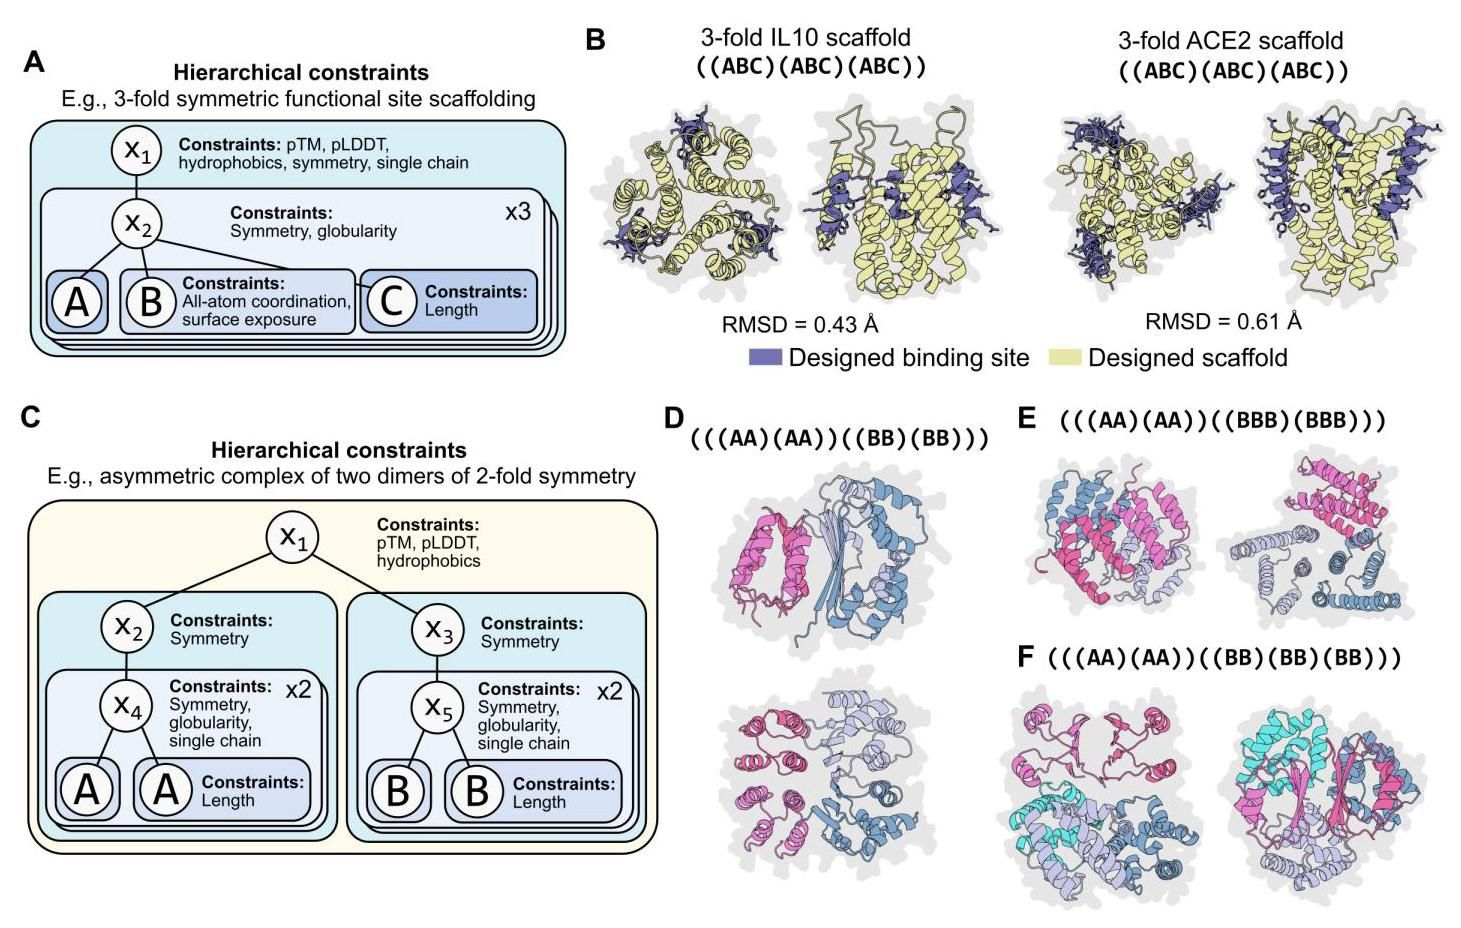 A
Hierarchical constraints
E.g., 3-fold symmetric functional site scaffolding
x1
Constraints: pTM, pLDDT,
hydrophobics, symmetry, single chain
x2
Constraints:
Symmetry, globularity
x3
A
B
Constraints:
All-atom coordination,
surface exposure
C
Constraints:
Length
B
3-fold IL10 scaffold
((ABC)(ABC)(ABC))
RMSD = 0.43 Å
3-fold ACE2 scaffold
((ABC)(ABC)(ABC))
RMSD = 0.61 Å
Designed binding site
Designed scaffold
C
Hierarchical constraints
E.g., asymmetric complex of two dimers of 2-fold symmetry
x1
Constraints:
pTM, pLDDT,
hydrophobics
x2
Constraints:
Symmetry
x4
Constraints:
Symmetry,
globularity,
single chain
x2
A
A
Constraints:
Length
x3
Constraints:
Symmetry
x5
Constraints:
Symmetry,
globularity,
single chain
x2
B
B
Constraints:
Length
D
(((AA)(AA))((BB)(BB)))
E
(((AA)(AA))((BBB)(BBB)))
F
(((AA)(AA))((BB)(BB)(BB)))